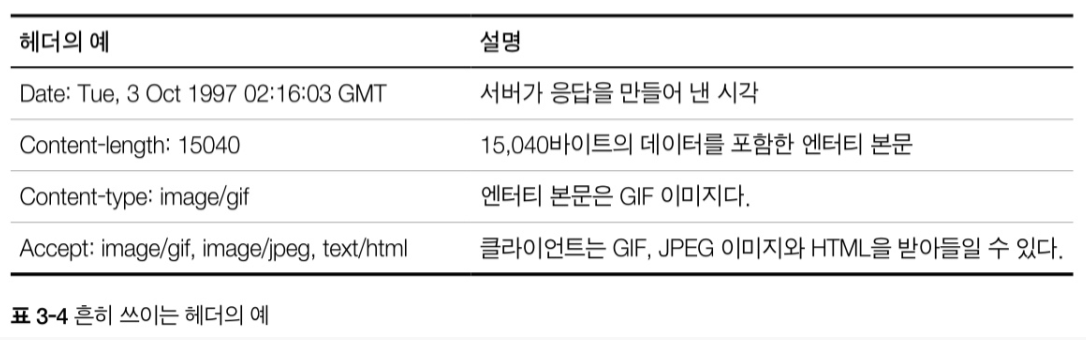 헤더의 예 설명
Date: Tue, 3 Oct 1997 02:16:03 GMT 서버가 응답을 만들어 낸 시각
Content-length: 15040 15,040바이트의 데이터를 포함한 엔터티 본문
Content-type: image/gif 엔터티 본문은 GIF 이미지다.
Accept: image/gif, image/jpeg, text/html 클라이언트는 GIF, JPEG 이미지와 HTML을 받아들일 수 있다.
표 3-4 흔히 쓰이는 헤더의 예